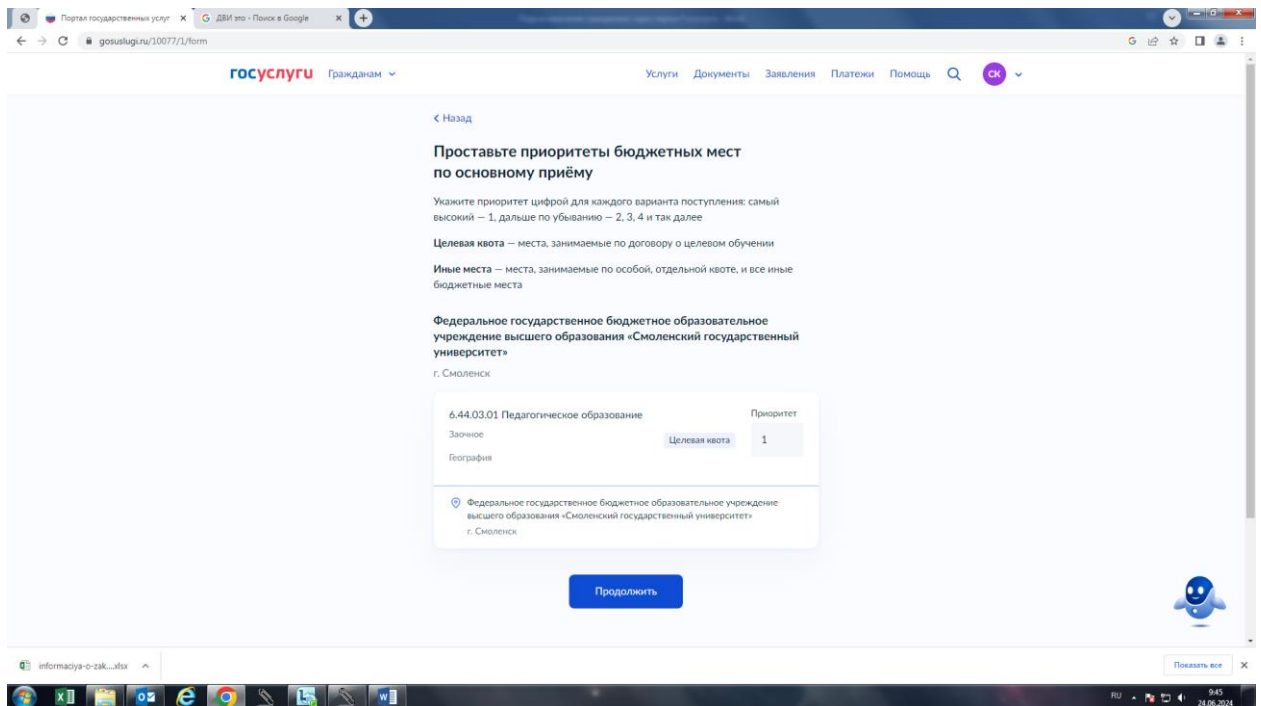 Портал государственных услуг
ДВИ это - Поиск в Google
gosuslugi.ru/10077/1/form
госуслуги
Гражданам
Услуги Документы Заявления Платежи Помощь
СК
Назад
Проставьте приоритеты бюджетных мест
по основному приёму
Укажите приоритет цифрой для каждого варианта поступления: самый
высокий — 1, дальше по убыванию — 2, 3, 4 и так далее
Целевая квота — места, занимаемые по договору о целевом обучении
Иные места — места, занимаемые по особой, отдельной квоте, и все иные
бюджетные места
Федеральное государственное бюджетное образовательное
учреждение высшего образования «Смоленский государственный
университет»
г. Смоленск
6.44.03.01 Педагогическое образование
Приоритет
Заочное
Целевая квота
1
География
Федеральное государственное бюджетное образовательное учреждение
высшего образования «Смоленский государственный университет»
г. Смоленск
Продолжить
informaciya-o-zak....xlsx
Показать все
RU
9:45
24.06.2024